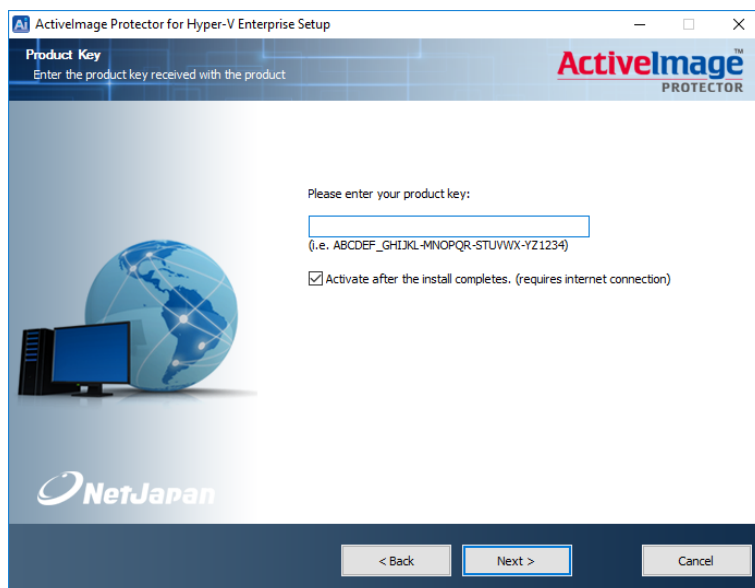 Ai ActiveImage Protector for Hyper-V Enterprise Setup
Product Key
Enter the product key received with the product
ActiveImage™
PROTECTOR
Please enter your product key:
(i.e. ABCDEF_GHIJKL-MNOPQR-STUVWX-YZ1234)
Activate after the install completes. (requires internet connection)
NetJapan
< Back
Next >
Cancel